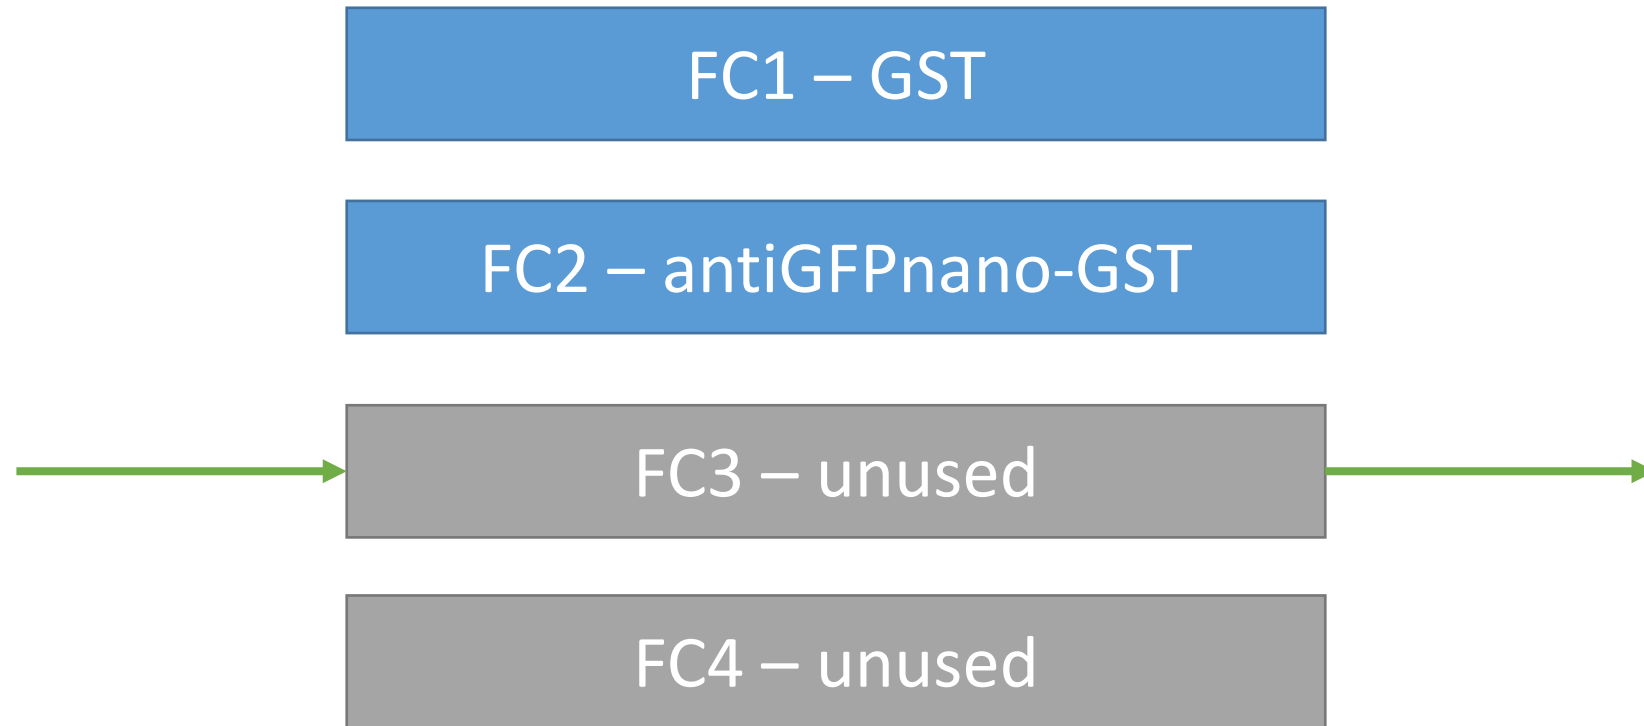 FC1 – GST
FC2 – antiGFPnano-GST
FC3 – unused
FC4 – unused